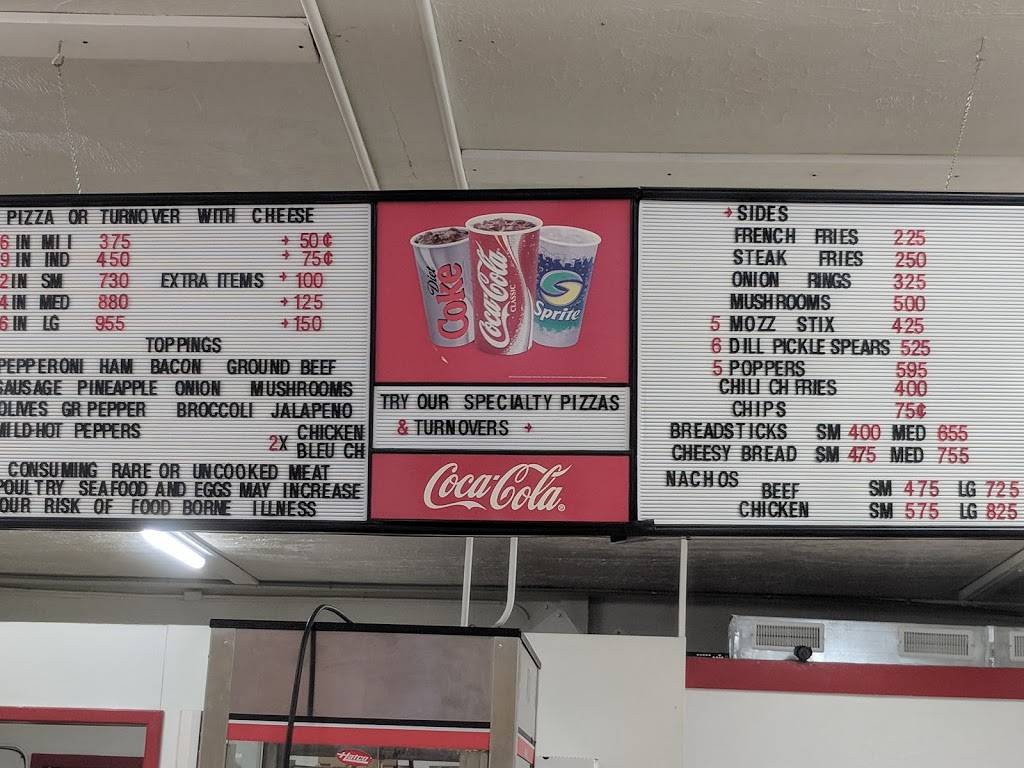 PIZZA OR TURNOVER WITH CHEESE
6 IN MI I 375 + 50¢
9 IN IND 450 + 75¢
2 IN SM 730 EXTRA ITEMS + 100
4 IN MED 880 + 125
6 IN LG 955 + 150
TOPPINGS
PEPPERONI HAM BACON GROUND BEEF
SAUSAGE PINEAPPLE ONION MUSHROOMS
OLIVES GR PEPPER BROCCOLI JALAPENO
MILD-HOT PEPPERS 2X CHICKEN
BLEU CH
CONSUMING RARE OR UNCOOKED MEAT
POULTRY SEAFOOD AND EGGS MAY INCREASE
OUR RISK OF FOOD BORNE ILLNESS
Diet Coke
Coca-Cola CLASSIC
Sprite
TRY OUR SPECIALTY PIZZAS
& TURNOVERS +
Coca-Cola®
+ SIDES
FRENCH FRIES 225
STEAK FRIES 250
ONION RINGS 325
MUSHROOMS 500
5 MOZZ STIX 425
6 DILL PICKLE SPEARS 525
5 POPPERS 595
CHILI CH FRIES 400
CHIPS 75¢
BREADSTICKS SM 400 MED 655
CHEESY BREAD SM 475 MED 755
NACHOS
BEEF SM 475 LG 725
CHICKEN SM 575 LG 825
Hatco